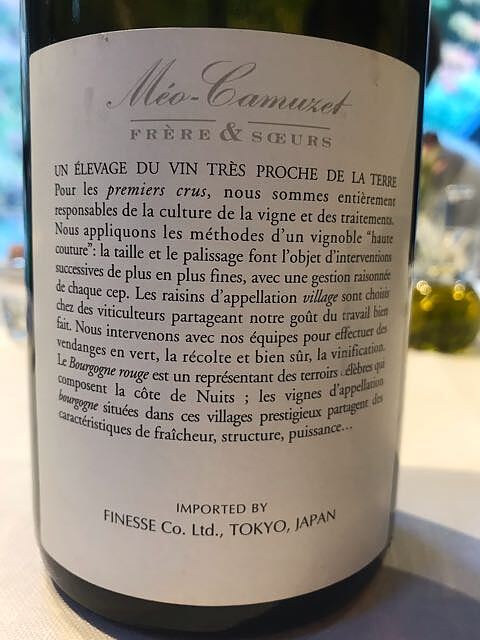 Méo-Camuzet
FRÈRE & SŒURS
UN ÉLEVAGE DU VIN TRÈS PROCHE DE LA TERRE
Pour les premiers crus, nous sommes entièrement
responsables de la culture de la vigne et des traitements.
Nous appliquons les méthodes d'un vignoble "haute
couture": la taille et le palissage font l'objet d'interventions
successives de plus en plus fines, avec une gestion raisonnée
de chaque cep. Les raisins d'appellation village sont choisis
chez des viticulteurs partageant notre goût du travail bien
fait. Nous intervenons avec nos équipes pour effectuer des
vendanges en vert, la récolte et bien sûr, la vinification.
Le Bourgogne rouge est un représentant des terroirs célèbres qui
composent la côte de Nuits ; les vignes d'appellation
bourgogne situées dans ces villages prestigieux partagent des
caractéristiques de fraîcheur, structure, puissance...
IMPORTED BY
FINESSE Co. Ltd., TOKYO, JAPAN